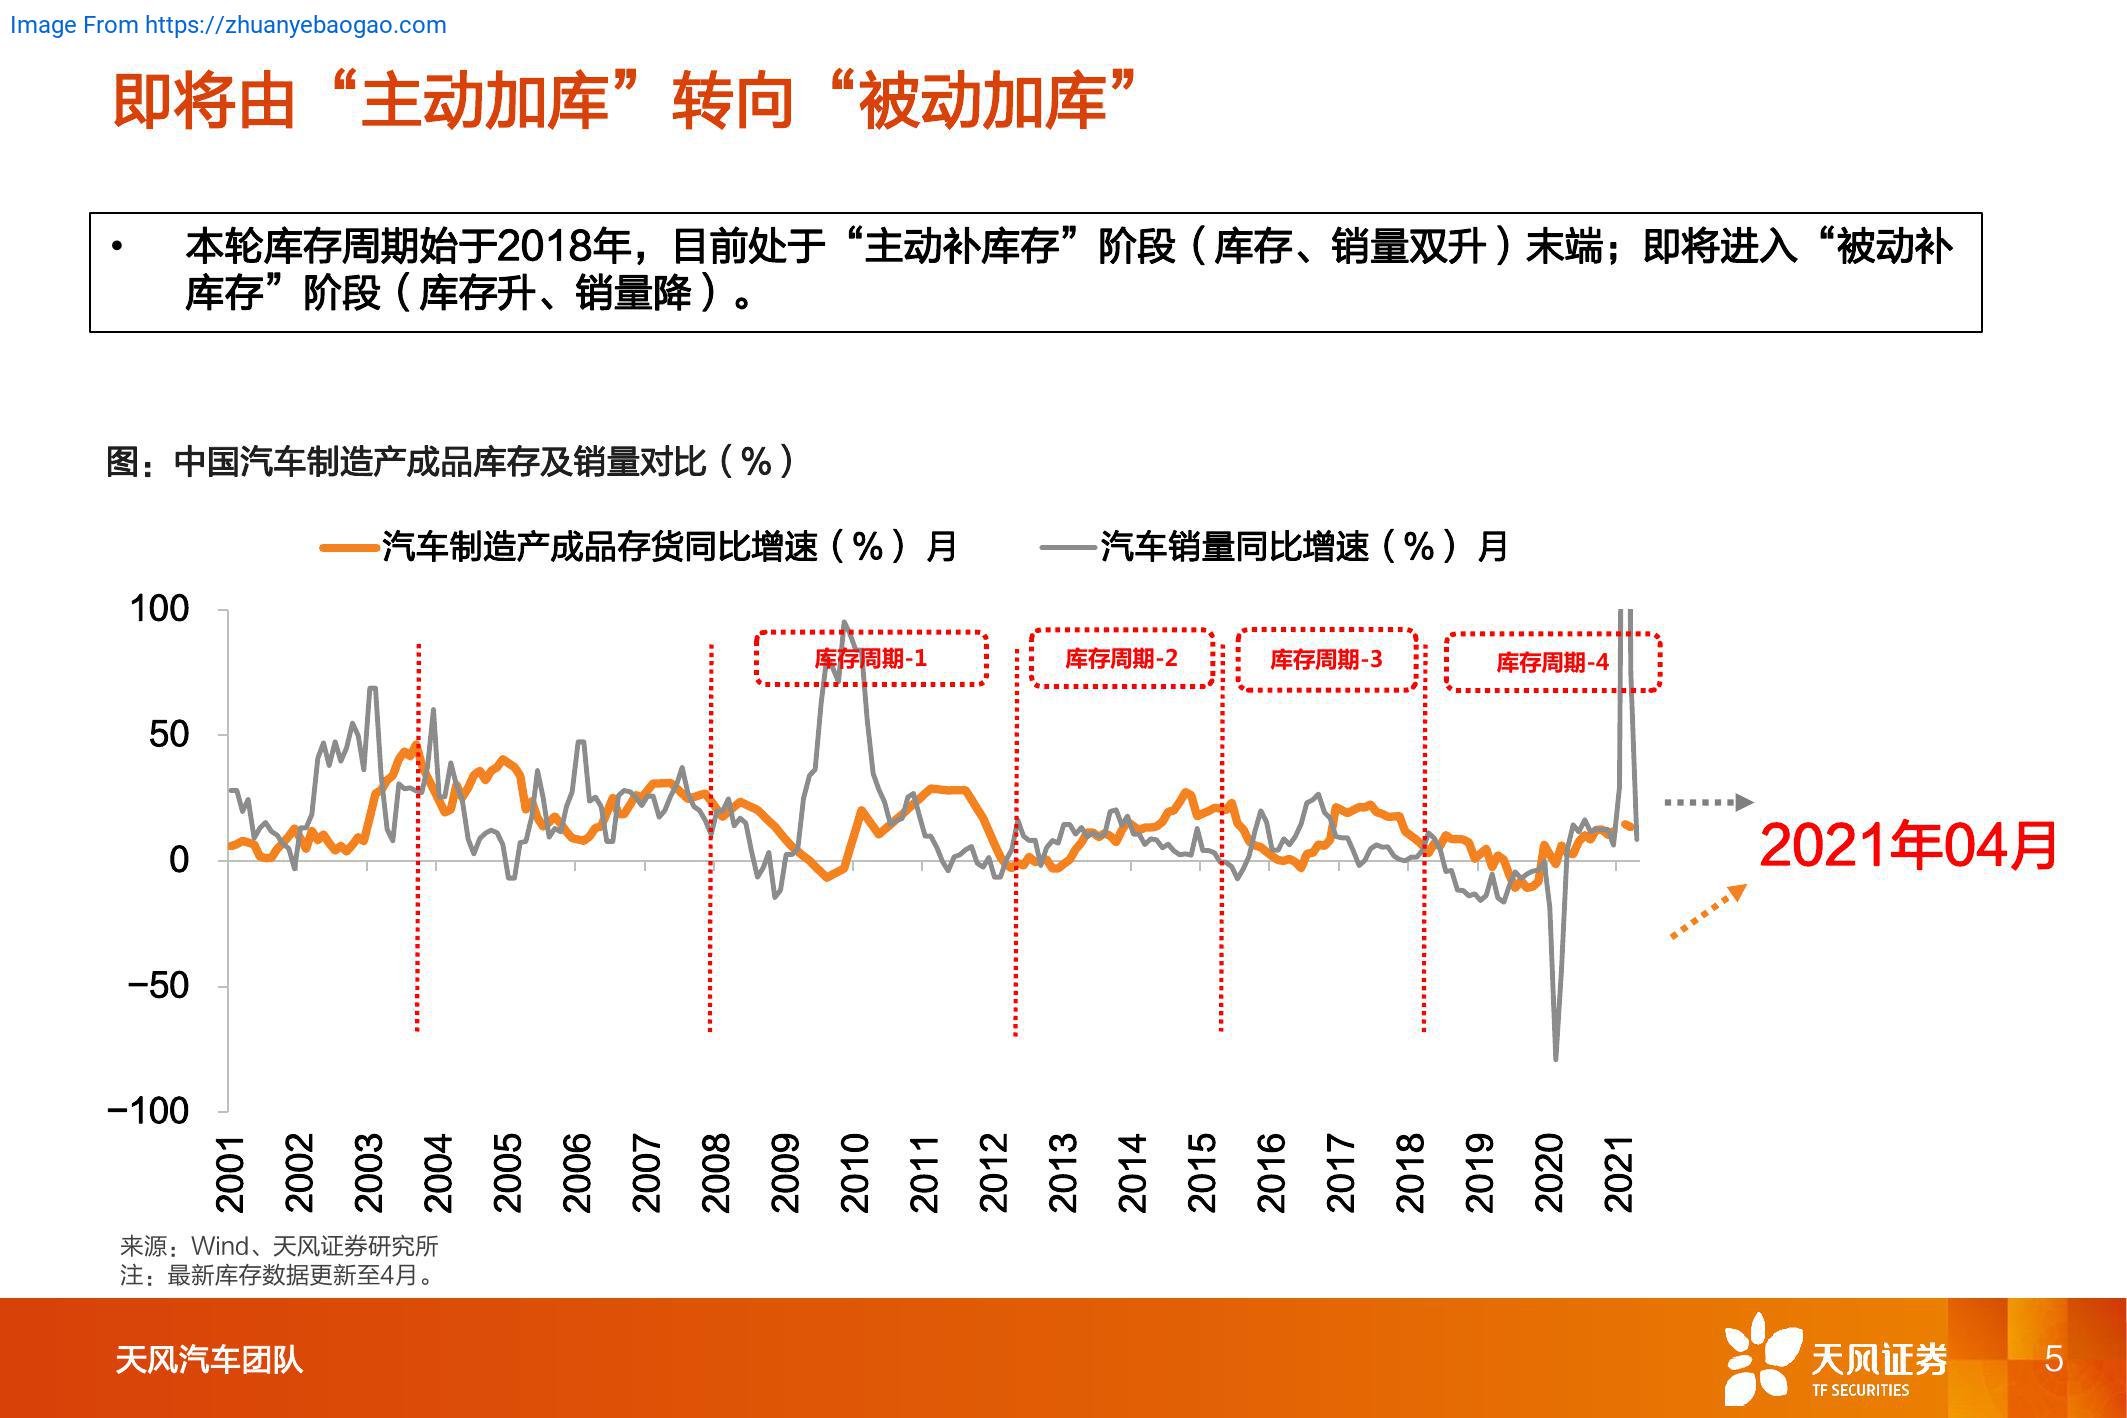 Image From https://zhuanyebaogao.com
即将由“主动加库”转向“被动加库”
• 本轮库存周期始于2018年，目前处于“主动补库存”阶段（库存、销量双升）末端；即将进入“被动补
库存”阶段（库存升、销量降）。
图：中国汽车制造产成品库存及销量对比（%）
汽车制造产成品存货同比增速（%）月 汽车销量同比增速（%）月
100
50
0
−50
−100
库存周期-1 库存周期-2 库存周期-3 库存周期-4
2021年04月
2001 2002 2003 2004 2005 2006 2007 2008 2009 2010 2011 2012 2013 2014 2015 2016 2017 2018 2019 2020 2021
来源：Wind、天风证券研究所
注：最新库存数据更新至4月。
天风汽车团队
天风证券
TF SECURITIES
5